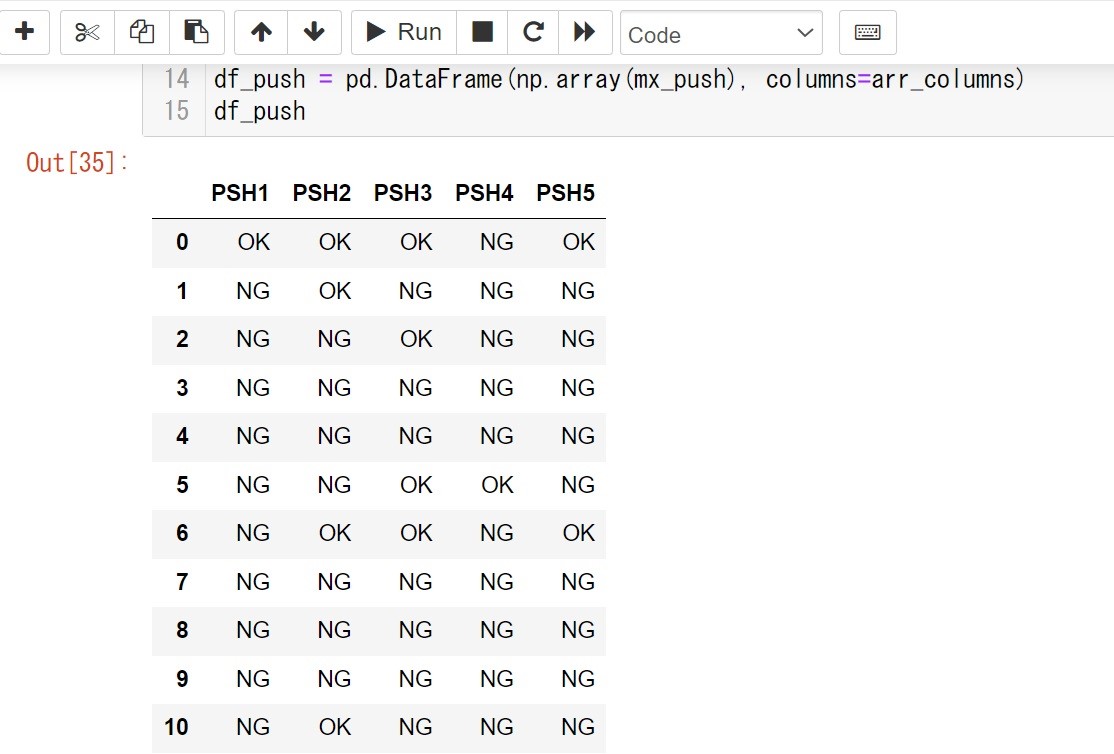 Run Code
14 df_push = pd.DataFrame(np.array(mx_push), columns=arr_columns)
15 df_push
Out[35]:
PSH1 PSH2 PSH3 PSH4 PSH5
0 OK OK OK NG OK
1 NG OK NG NG NG
2 NG NG OK NG NG
3 NG NG NG NG NG
4 NG NG NG NG NG
5 NG NG OK OK NG
6 NG OK OK NG OK
7 NG NG NG NG NG
8 NG NG NG NG NG
9 NG NG NG NG NG
10 NG OK NG NG NG